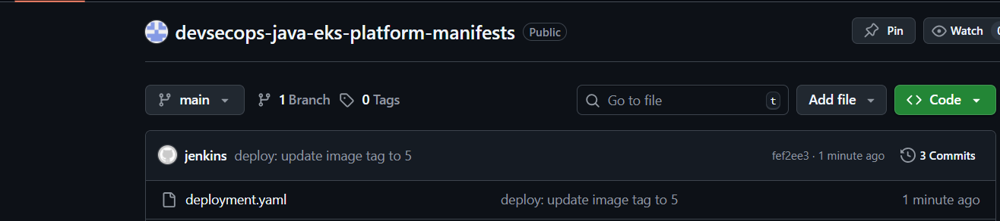 devsecops-java-eks-platform-manifests Public Pin Watch
main 1 Branch 0 Tags Go to file t Add file Code
jenkins deploy: update image tag to 5 fef2ee3 · 1 minute ago 3 Commits
deployment.yaml deploy: update image tag to 5 1 minute ago